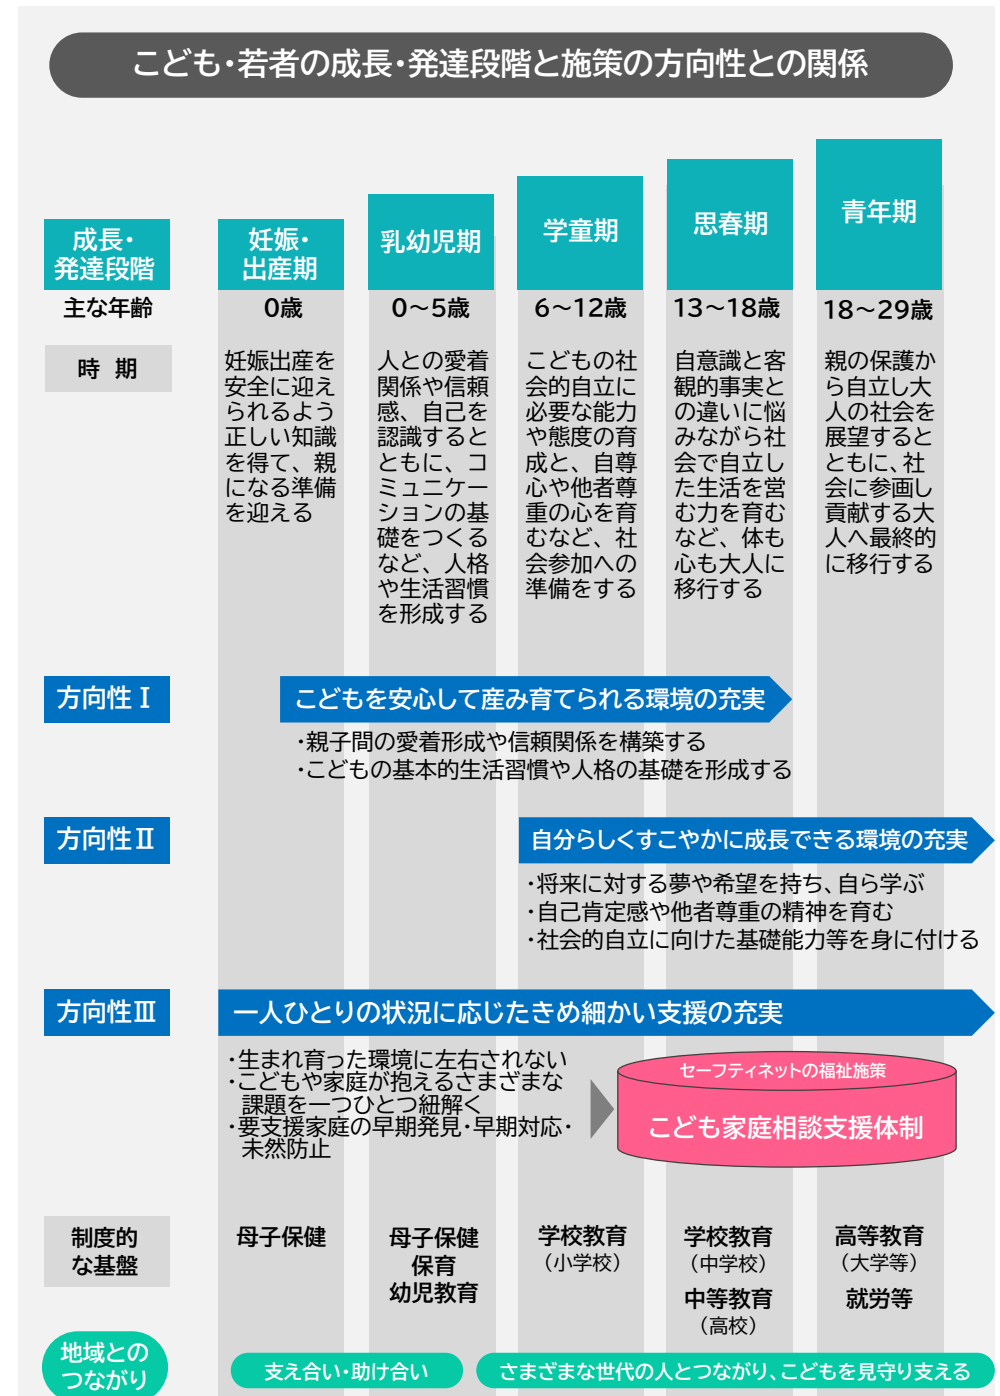 こども・若者の成長・発達段階と施策の方向性との関係
成長・
発達段階
妊娠・
出産期
乳幼児期
学童期
思春期
青年期
主な年齢
0歳
0～5歳
6～12歳
13～18歳
18～29歳
時 期
妊娠出産を
安全に迎え
られるよう
正しい知識
を得て、親
になる準備
を迎える
人との愛着
関係や信頼
感、自己を
認識すると
ともに、コ
ミュニケー
ションの基
礎をつくる
など、人格
や生活習慣
を形成する
こどもの社
会的自立に
必要な能力
や態度の育
成と、自尊
心や他者尊
重の心を育
むなど、社
会参加への
準備をする
自意識と客
観的事実と
の違いに悩
みながら社
会で自立し
た生活を営
む力を育む
など、体も
心も大人に
移行する
親の保護か
ら自立し大
人の社会を
展望すると
ともに、社
会に参画し
貢献する大
人へ最終的
に移行する
方向性Ⅰ
こどもを安心して産み育てられる環境の充実
・親子間の愛着形成や信頼関係を構築する
・こどもの基本的生活習慣や人格の基礎を形成する
方向性Ⅱ
自分らしくすこやかに成長できる環境の充実
・将来に対する夢や希望を持ち、自ら学ぶ
・自己肯定感や他者尊重の精神を育む
・社会的自立に向けた基礎能力等を身に付ける
方向性Ⅲ
一人ひとりの状況に応じたきめ細かい支援の充実
・生まれ育った環境に左右されない
・こどもや家庭が抱えるさまざまな
課題を一つひとつ紐解く
・要支援家庭の早期発見・早期対応・
未然防止
セーフティネットの福祉施策
こども家庭相談支援体制
制度的
な基盤
母子保健
母子保健
保育
幼児教育
学校教育
（小学校）
学校教育
（中学校）
中等教育
（高校）
高等教育
（大学等）
就労等
地域との
つながり
支え合い・助け合い
さまざまな世代の人とつながり、こどもを見守り支える